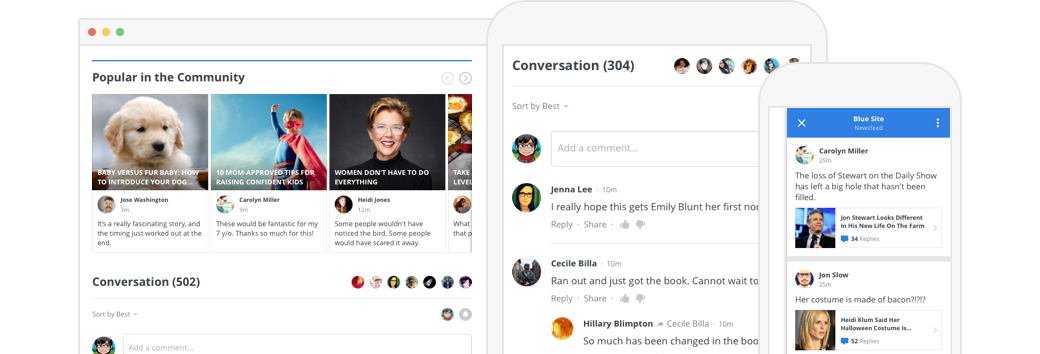 Popular in the Community
BABY VERSUS FUR BABY: HOW
TO INTRODUCE YOUR DOG...
Jose Washington
3m
It's a really fascinating story, and
the timing just worked out at the
end.
10 MOM-APPROVED TIPS FOR
RAISING CONFIDENT KIDS
Carolyn Miller
9m
These would be fantastic for my
7 y/o. Thanks so much for this!
WOMEN DON'T HAVE TO DO
EVERYTHING
Heidi Jones
12m
Some people wouldn't have
noticed the bird. Some people
would have scared it away.
TAKE
LEVEL
What
that p
Conversation (502)
Sort by Best
Add a comment...
Conversation (304)
Sort by Best
Add a comment...
Jenna Lee · 10m
I really hope this gets Emily Blunt her first nor
Reply · Share ·
Cecile Billa · 10m
Ran out and just got the book. Cannot wait to
Reply · Share ·
Hillary Blimpton Cecile Billa · 10m
So much has been changed in the boo
Blue Site
Newsfeed
Carolyn Miller
25m
The loss of Stewart on the Daily Show
has left a big hole that hasn't been
filled.
Jon Stewart Looks Different
In His New Life On The Farm
34 Replies
Jon Slow
25m
Her costume is made of bacon?!?!?
Heidi Klum Said Her
Halloween Costume Is...
52 Replies